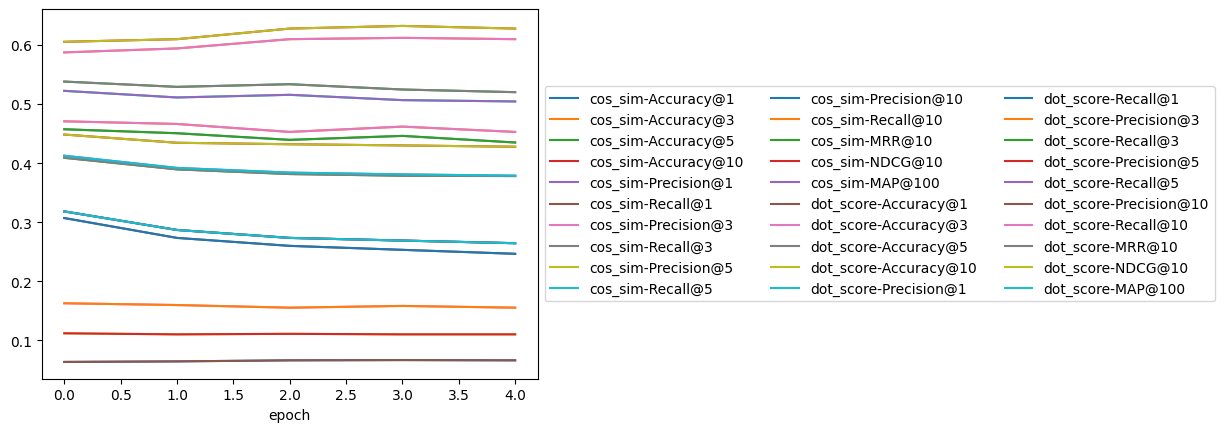 0.6
0.5
0.4
0.3
0.2
0.1
0.0 0.5 1.0 1.5 2.0 2.5 3.0 3.5 4.0
epoch
cos_sim-Accuracy@1
cos_sim-Accuracy@3
cos_sim-Accuracy@5
cos_sim-Accuracy@10
cos_sim-Precision@1
cos_sim-Recall@1
cos_sim-Precision@3
cos_sim-Recall@3
cos_sim-Precision@5
cos_sim-Recall@5
cos_sim-Precision@10
cos_sim-Recall@10
cos_sim-MRR@10
cos_sim-NDCG@10
cos_sim-MAP@100
dot_score-Accuracy@1
dot_score-Accuracy@3
dot_score-Accuracy@5
dot_score-Accuracy@10
dot_score-Precision@1
dot_score-Recall@1
dot_score-Precision@3
dot_score-Recall@3
dot_score-Precision@5
dot_score-Recall@5
dot_score-Precision@10
dot_score-Recall@10
dot_score-MRR@10
dot_score-NDCG@10
dot_score-MAP@100